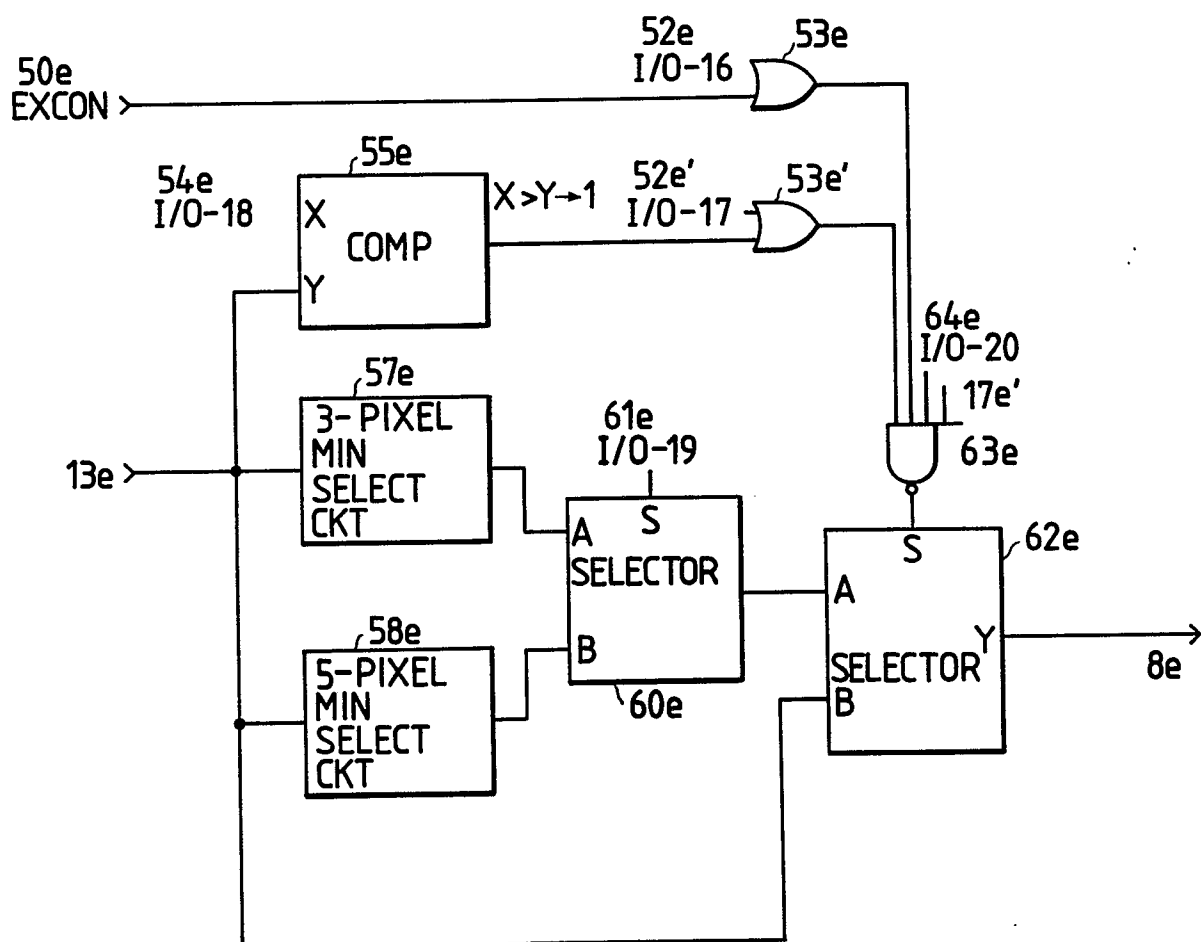 50e
EXCON
52e
I/O-16
53e
54e
I/O-18
55e
X
COMP
Y
X>Y→1
52e'
I/O-17
53e'
64e
I/O-20
17e'
63e
13e
57e
3-PIXEL
MIN
SELECT
CKT
58e
5-PIXEL
MIN
SELECT
CKT
61e
I/O-19
S
A
SELECTOR
B
60e
S
62e
A
Y
SELECTOR
B
8e